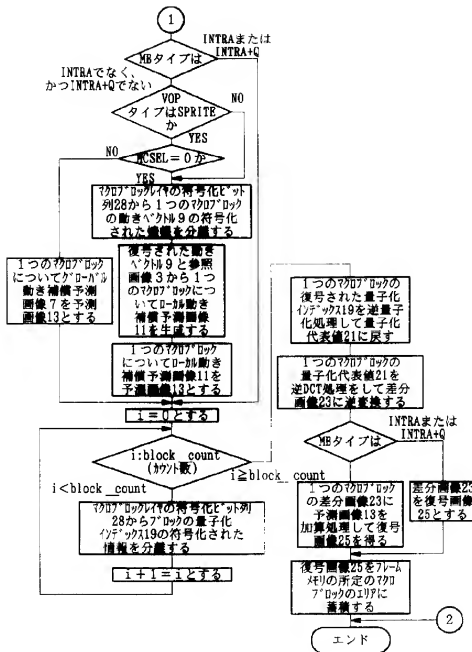 1
MBタイプは
INTRAまたは
INTRA+Q
INTRAでなく、
かつINTRA+Qでない
VOP
タイプはSPRITE
か
NO
YES
NO
MCSEL=0か
YES
マクロブロックレイヤの符号化ビット
列28から1つのマクロブロック
の動きベクトル9の符号化
された情報を分離する
復号された動き
ベクトル9と参照
画像3から1つ
のマクロブロックにつ
いてローカル動き
補償予測画像
11を生成する
1つのマクロブロック
についてグローバル
動き補償予測
画像7を予測
画像13とする
1つのマクロブロック
についてローカル動き
補償予測画像11を
予測画像13とする
i=0とする
i:block_count
(カウント数)
i<block_count
i≧block_count
マクロブロックレイヤの符号化ビット列
28からブロックの量子化
インデックス19の符号化された
情報を分離する
i+1=iとする
1つのマクロブロックの
復号された量子化
インデックス19を逆量子
化処理して量子化
代表値21に戻す
1つのマクロブロックの
量子化代表値21を
逆DCT処理をして差分
画像23に逆変換する
MBタイプは
INTRAまたは
INTRA+Q
1つのマクロブロック
の差分画像23に
予測画像13を
加算処理して復号
画像25を得る
差分画像23
を復号画像
25とする
復号画像25をフレーム
メモリの所定のマクロ
ブロックのエリアに
蓄積する
2
エンド